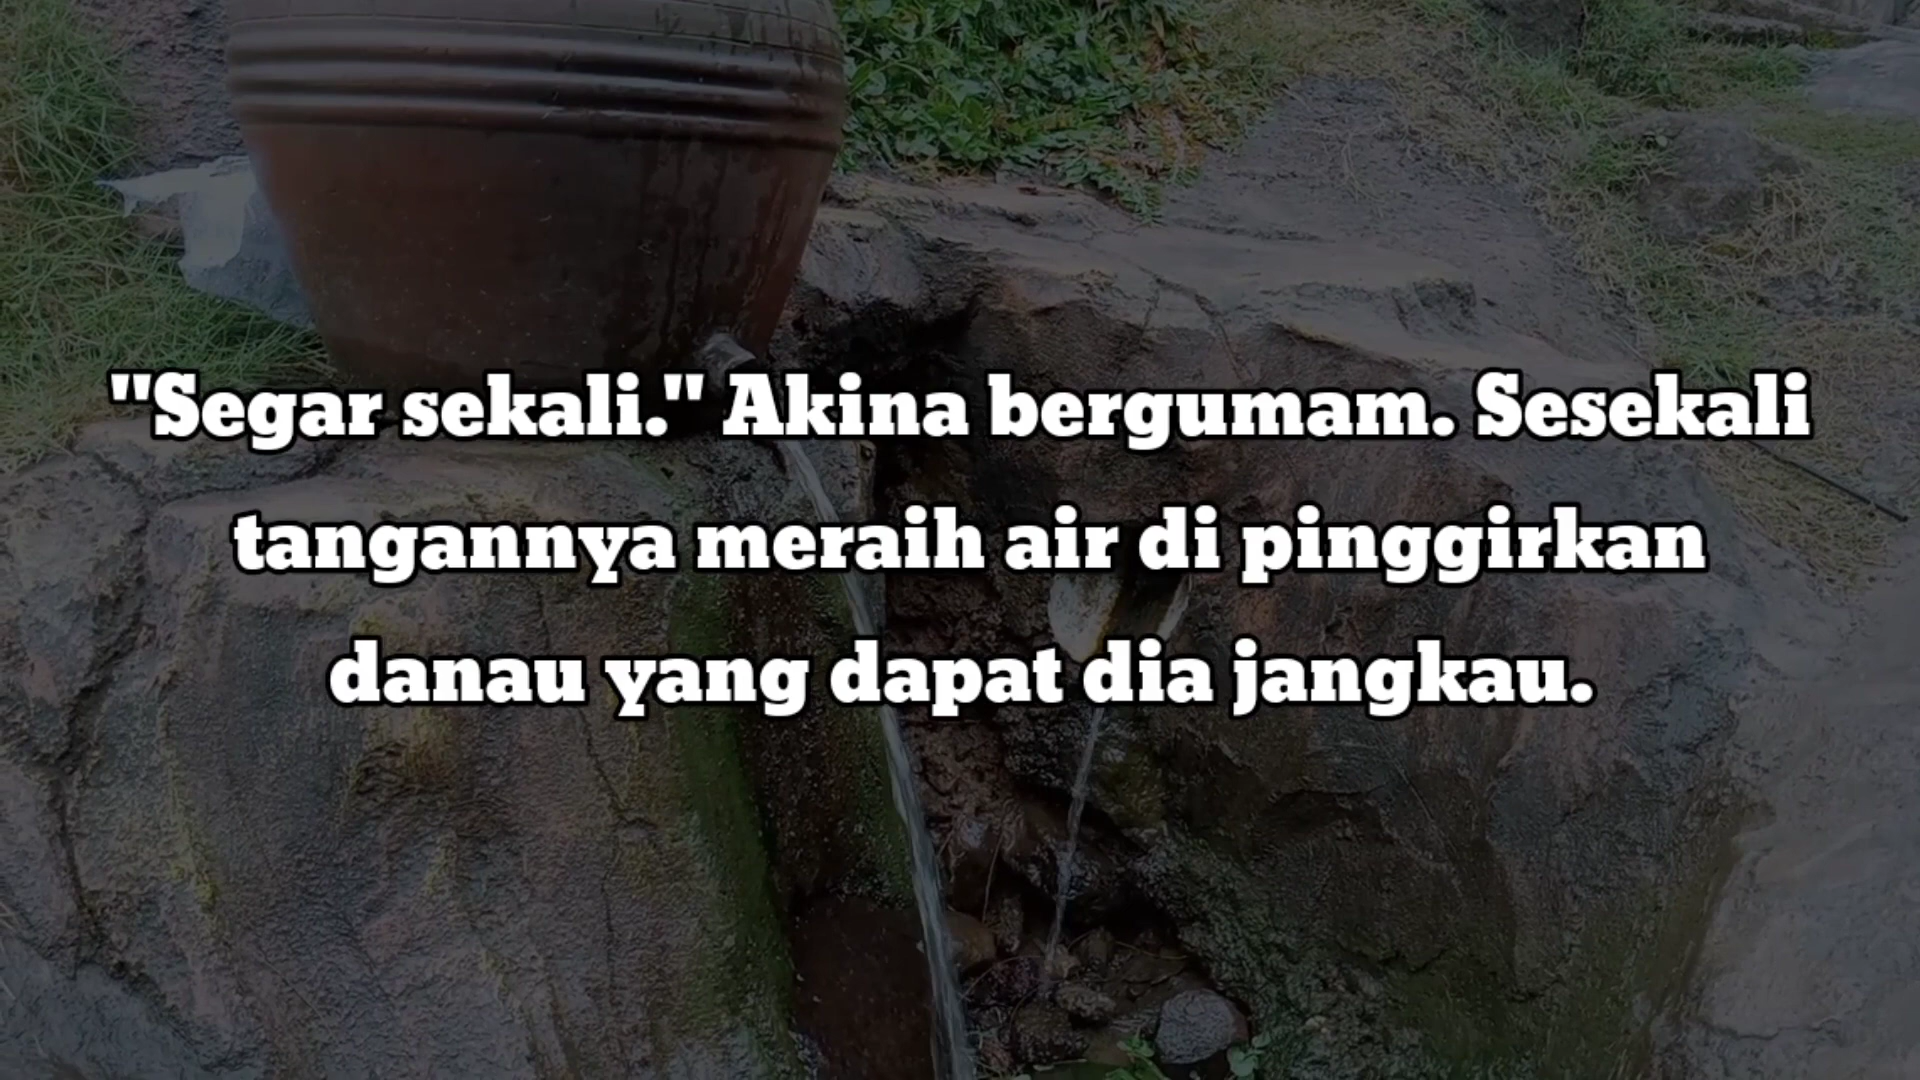 "Segar sekali." Akina bergumam. Sesekali
tangannya meraih air di pinggirkan
danau yang dapat dia jangkau.